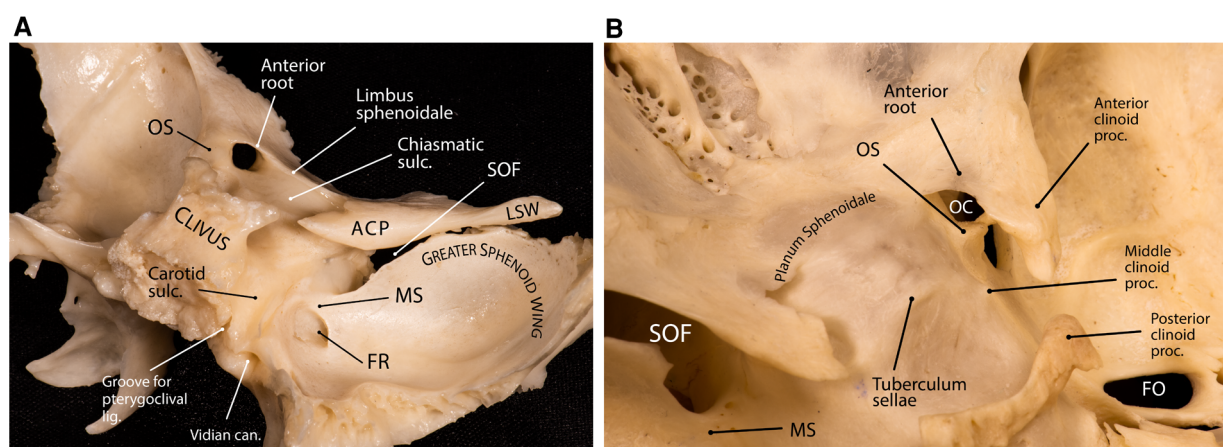 A
Anterior
root
Limbus
sphenoidale
OS
Chiasmatic
sulc.
SOF
CLIVUS
ACP
LSW
GREATER SPHENOID WING
Carotid
sulc.
MS
FR
Groove for
pterygoclival
lig.
Vidian can.
B
Anterior
root
Anterior
clinoid
proc.
OS
OC
Planum Sphenoidale
Middle
clinoid
proc.
SOF
Posterior
clinoid
proc.
Tuberculum
sellae
FO
MS